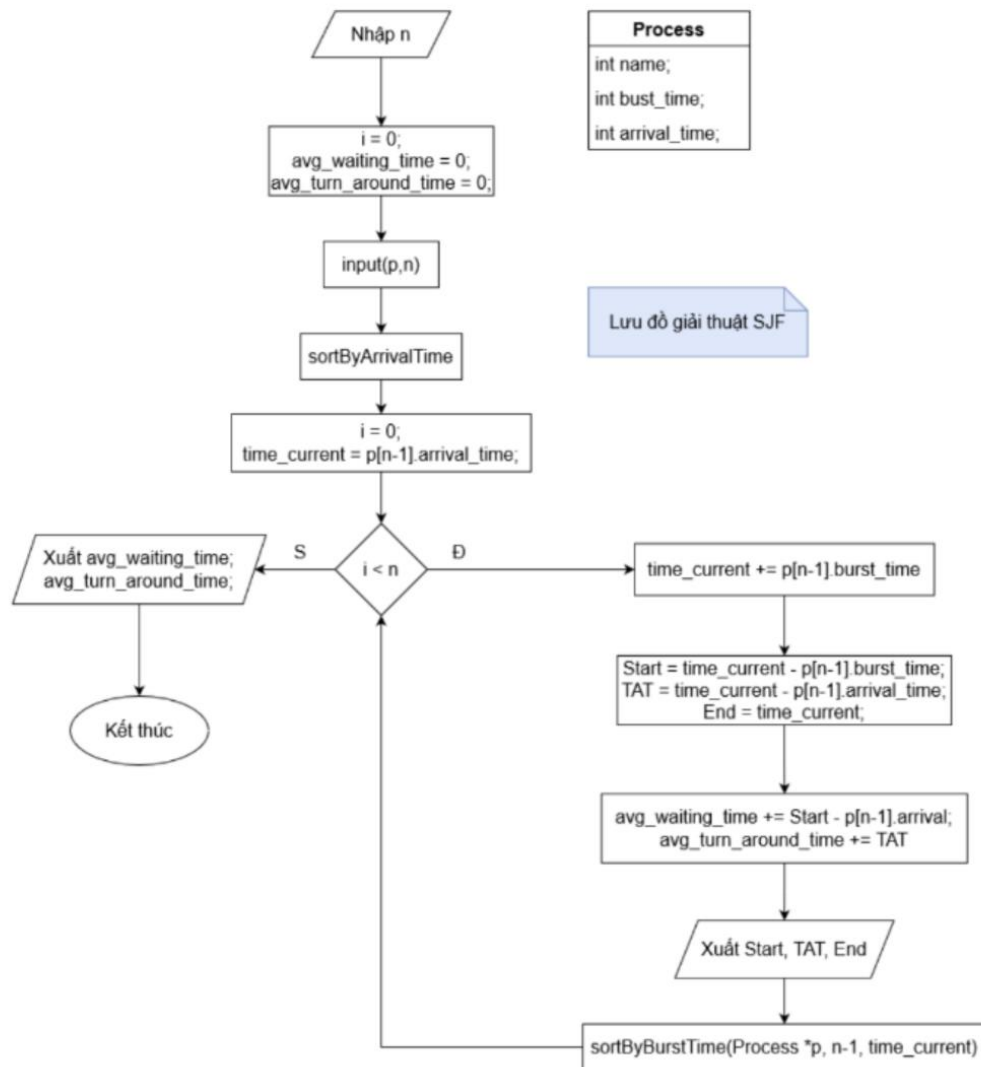 Nhập n
Process
int name;
int bust_time;
int arrival_time;
i = 0;
avg_waiting_time = 0;
avg_turn_around_time = 0;
input(p,n)
Lưu đồ giải thuật SJF
sortByArrivalTime
i = 0;
time_current = p[n-1].arrival_time;
Xuất avg_waiting_time;
avg_turn_around_time;
S
i < n
Đ
time_current += p[n-1].burst_time
Start = time_current - p[n-1].burst_time;
TAT = time_current - p[n-1].arrival_time;
End = time_current;
Kết thúc
avg_waiting_time += Start - p[n-1].arrival;
avg_turn_around_time += TAT
Xuất Start, TAT, End
sortByBurstTime(Process *p, n-1, time_current)